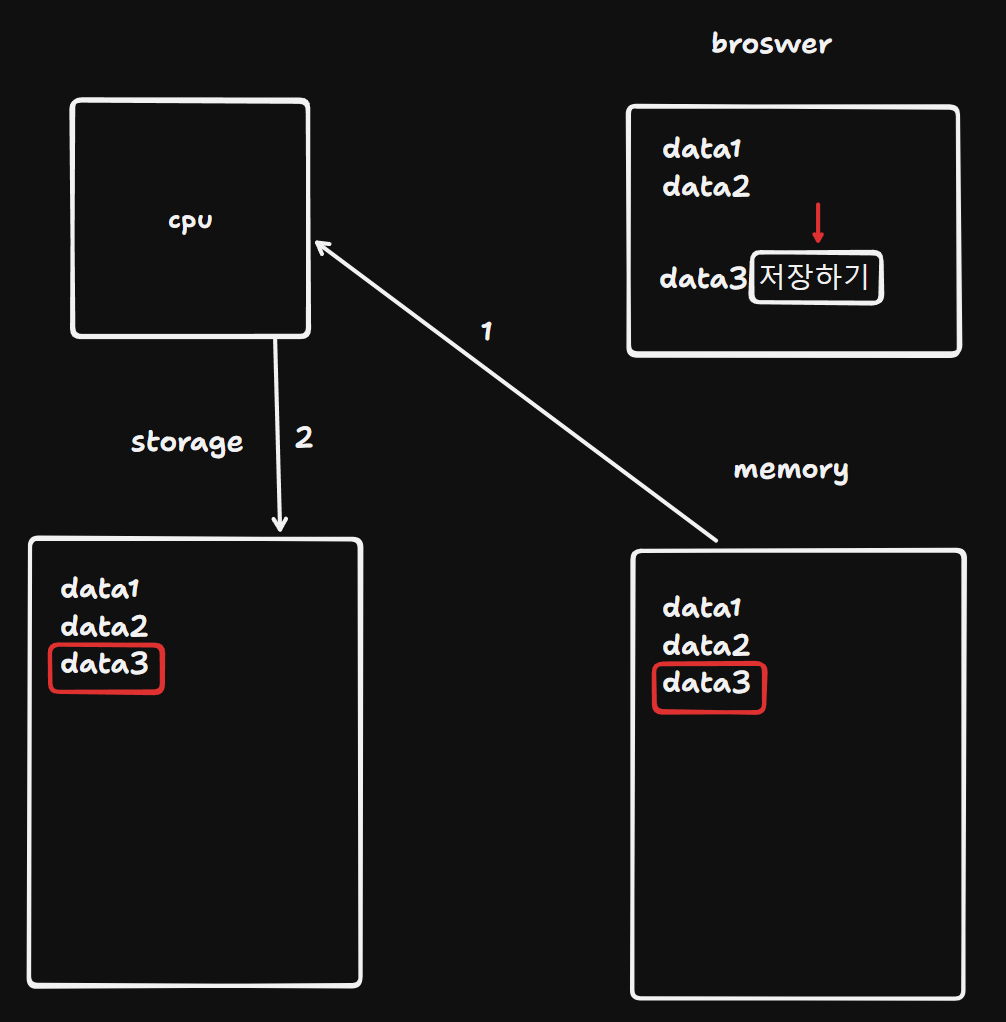 broswer
data1
data2
data3 저장하기
cpu
1
storage
2
memory
data1
data2
data3
data1
data2
data3